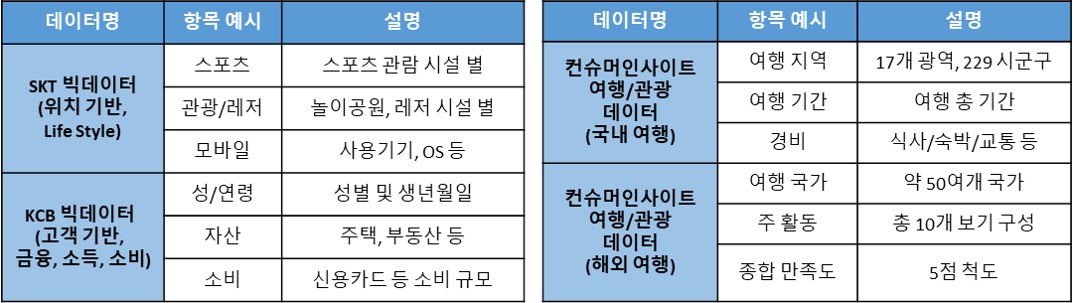 데이터명 항목 예시 설명
SKT 빅데이터
(위치 기반,
Life Style)
스포츠 스포츠 관람 시설 별
관광/레저 놀이공원, 레저 시설 별
모바일 사용기기, OS 등
KCB 빅데이터
(고객 기반,
금융, 소득, 소비)
성/연령 성별 및 생년월일
자산 주택, 부동산 등
소비 신용카드 등 소비 규모
데이터명 항목 예시 설명
컨슈머인사이트
여행/관광
데이터
(국내 여행)
여행 지역 17개 광역, 229 시군구
여행 기간 여행 총 기간
경비 식사/숙박/교통 등
컨슈머인사이트
여행/관광
데이터
(해외 여행)
여행 국가 약 50여개 국가
주 활동 총 10개 보기 구성
종합 만족도 5점 척도